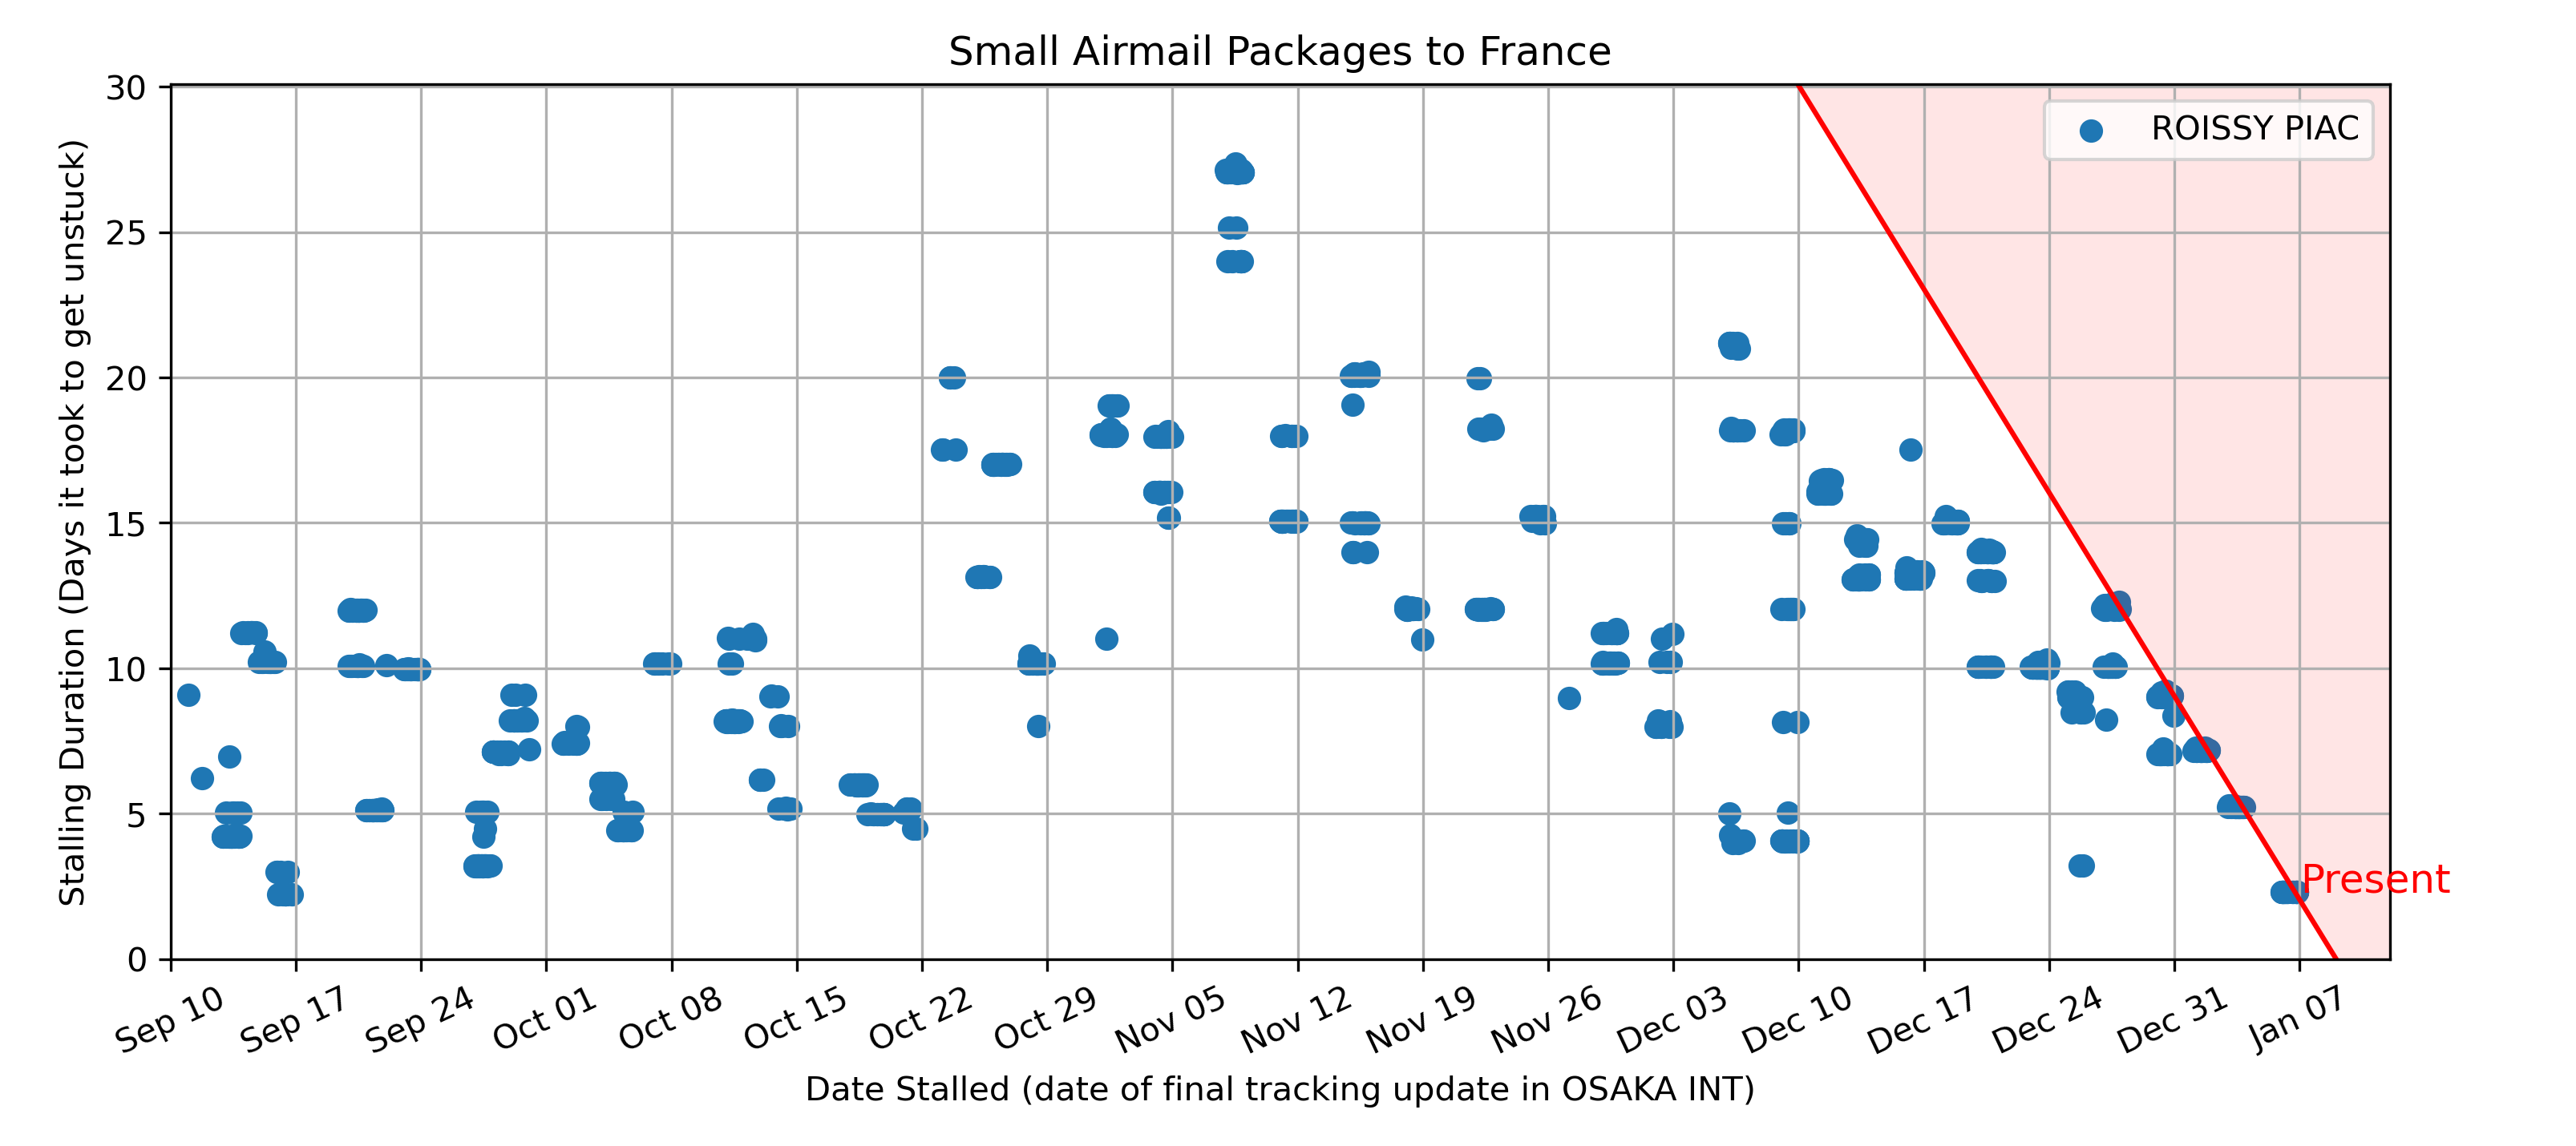 Small Airmail Packages to France
Stalling Duration (Days it took to get unstuck)
30
25
20
15
10
5
0
ROISSY PIAC
Present
Sep 10
Sep 17
Sep 24
Oct 01
Oct 08
Oct 15
Oct 22
Oct 29
Nov 05
Nov 12
Nov 19
Nov 26
Dec 03
Dec 10
Dec 17
Dec 24
Dec 31
Jan 07
Date Stalled (date of final tracking update in OSAKA INT)